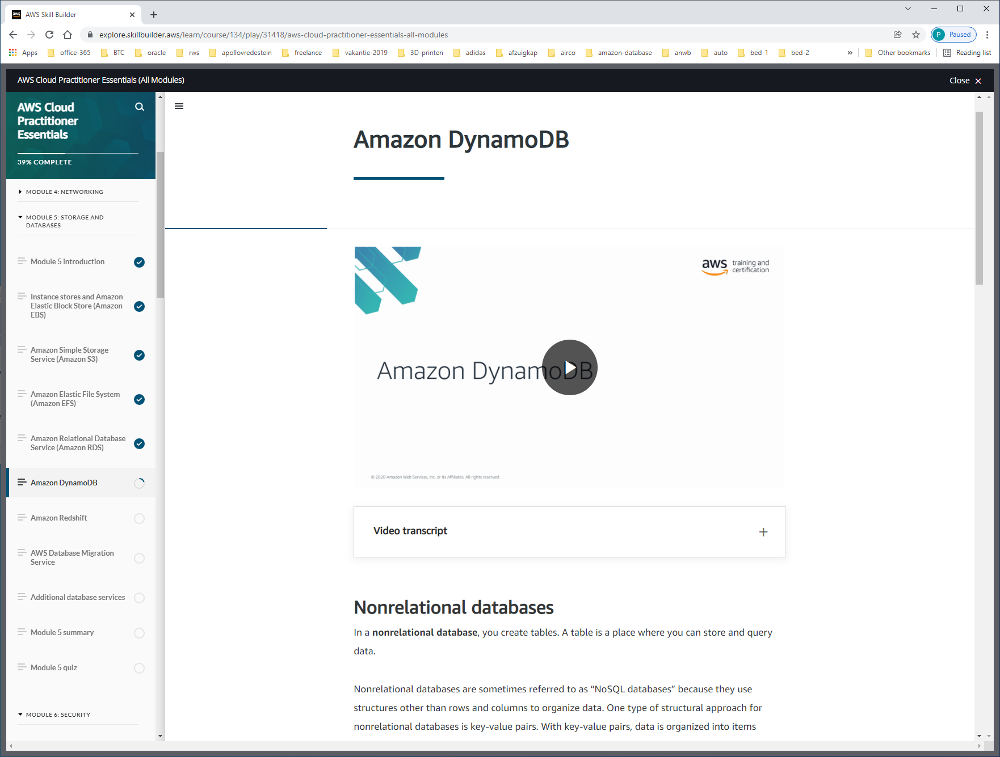 AWS Skill Builder
explore.skillbuilder.aws/learn/course/134/play/31418/aws-cloud-practitioner-essentials-all-modules
P Paused
Apps office-365 BTC oracle rws apollovredestein freelance vakantie-2019 3D-printen adidas afzuigkap airco amazon-database anwb auto bed-1 bed-2 » Other bookmarks Reading list
AWS Cloud Practitioner Essentials (All Modules) Close
AWS Cloud
Practitioner
Essentials
39% COMPLETE
MODULE 4: NETWORKING
MODULE 5: STORAGE AND
DATABASES
Module 5 introduction
Instance stores and Amazon
Elastic Block Store (Amazon
EBS)
Amazon Simple Storage
Service (Amazon S3)
Amazon Elastic File System
(Amazon EFS)
Amazon Relational Database
Service (Amazon RDS)
Amazon DynamoDB
Amazon Redshift
AWS Database Migration
Service
Additional database services
Module 5 summary
Module 5 quiz
MODULE 6: SECURITY
Amazon DynamoDB
aws training and
certification
Amazon DynamoDB
© 2020 Amazon Web Services, Inc. or its Affiliates. All rights reserved.
Video transcript
Nonrelational databases
In a nonrelational database, you create tables. A table is a place where you can store and query
data.
Nonrelational databases are sometimes referred to as “NoSQL databases” because they use
structures other than rows and columns to organize data. One type of structural approach for
nonrelational databases is key-value pairs. With key-value pairs, data is organized into items